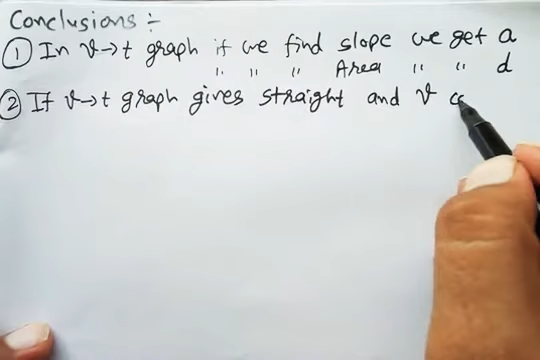 Conclusions :-
① In v→t graph if we find slope we get a
" " " Area " " d
② If v→t graph gives straight and v